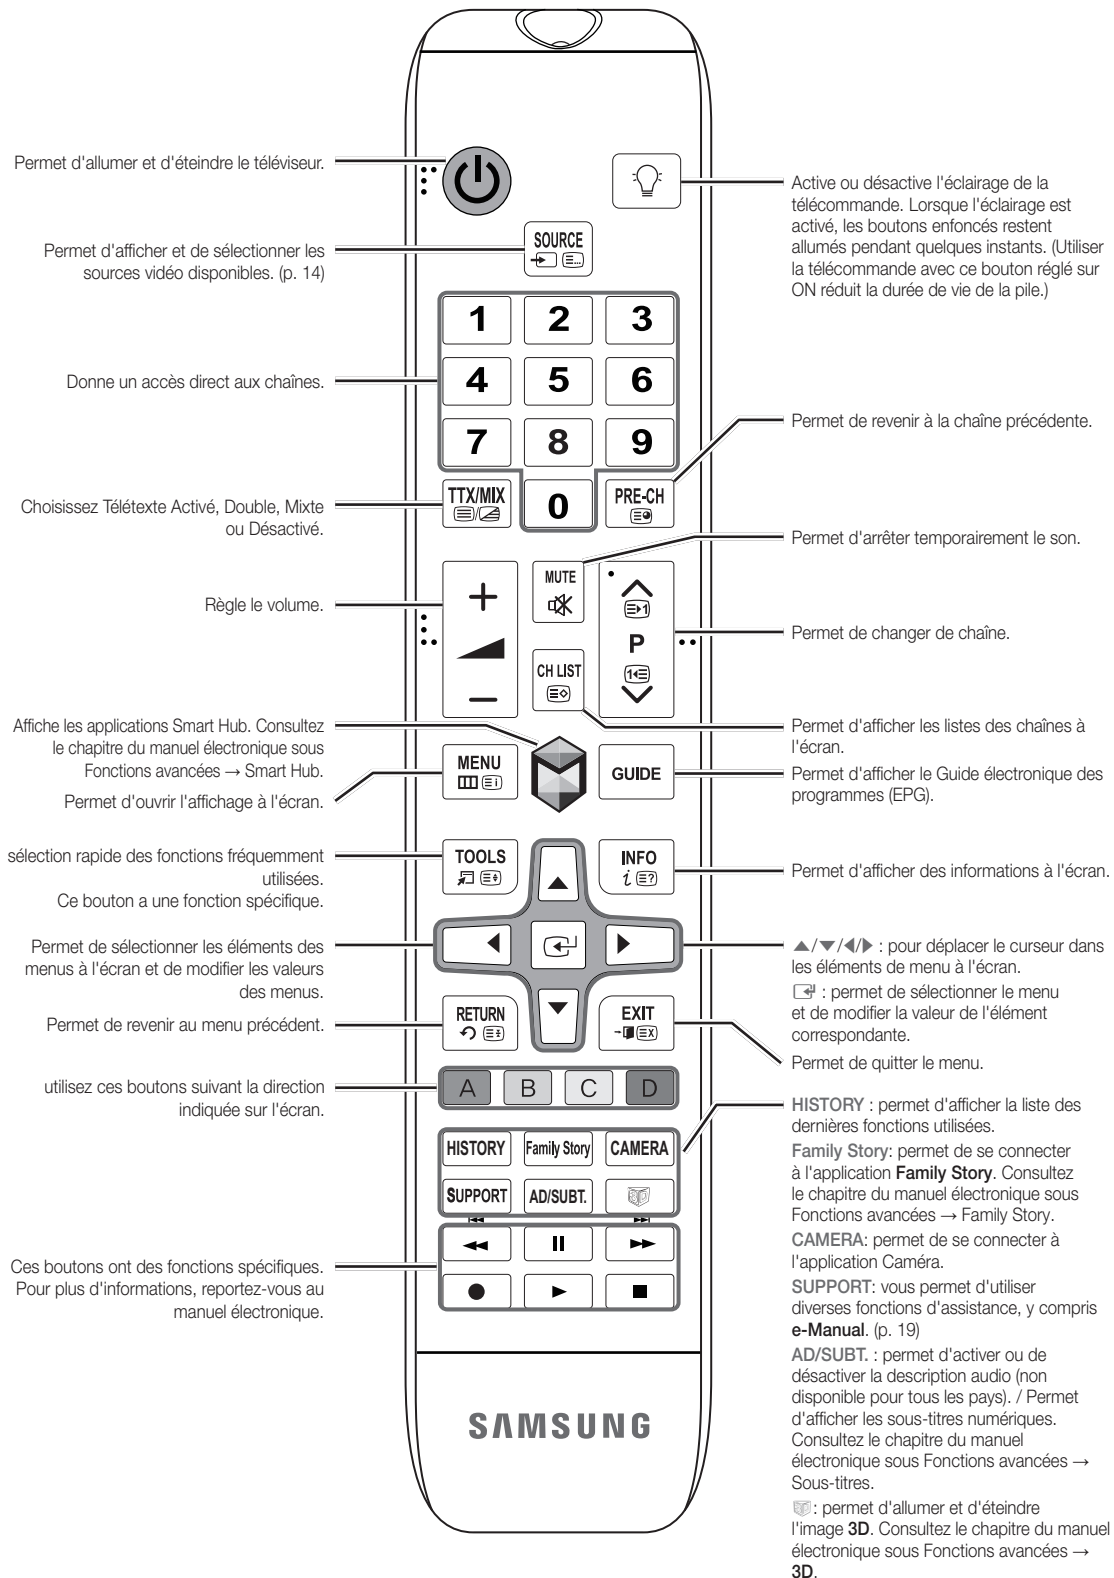 Permet d'allumer et d'éteindre le téléviseur.
Permet d'afficher et de sélectionner les
sources vidéo disponibles. (p. 14)
Donne un accès direct aux chaînes.
Choisissez Télétexte Activé, Double, Mixte
ou Désactivé.
Règle le volume.
Affiche les applications Smart Hub. Consultez
le chapitre du manuel électronique sous
Fonctions avancées → Smart Hub.
Permet d'ouvrir l'affichage à l'écran.
sélection rapide des fonctions fréquemment
utilisées.
Ce bouton a une fonction spécifique.
Permet de sélectionner les éléments des
menus à l'écran et de modifier les valeurs
des menus.
Permet de revenir au menu précédent.
utilisez ces boutons suivant la direction
indiquée sur l'écran.
Ces boutons ont des fonctions spécifiques.
Pour plus d'informations, reportez-vous au
manuel électronique.
SOURCE
1 2 3
4 5 6
7 8 9
TTX/MIX 0 PRE-CH
MUTE
P
CH LIST
MENU GUIDE
TOOLS INFO
RETURN EXIT
A B C D
HISTORY Family Story CAMERA
SUPPORT AD/SUBT.
SAMSUNG
Active ou désactive l'éclairage de la
télécommande. Lorsque l'éclairage est
activé, les boutons enfoncés restent
allumés pendant quelques instants. (Utiliser
la télécommande avec ce bouton réglé sur
ON réduit la durée de vie de la pile.)
Permet de revenir à la chaîne précédente.
Permet d'arrêter temporairement le son.
Permet de changer de chaîne.
Permet d'afficher les listes des chaînes à
l'écran.
Permet d'afficher le Guide électronique des
programmes (EPG).
Permet d'afficher des informations à l'écran.
▲/▼/◀/▶ : pour déplacer le curseur dans
les éléments de menu à l'écran.
: permet de sélectionner le menu
et de modifier la valeur de l'élément
correspondante.
Permet de quitter le menu.
HISTORY : permet d'afficher la liste des
dernières fonctions utilisées.
Family Story: permet de se connecter
à l'application Family Story. Consultez
le chapitre du manuel électronique sous
Fonctions avancées → Family Story.
CAMERA: permet de se connecter à
l'application Caméra.
SUPPORT: vous permet d'utiliser
diverses fonctions d'assistance, y compris
e-Manual. (p. 19)
AD/SUBT. : permet d'activer ou de
désactiver la description audio (non
disponible pour tous les pays). / Permet
d'afficher les sous-titres numériques.
Consultez le chapitre du manuel
électronique sous Fonctions avancées →
Sous-titres.
: permet d'allumer et d'éteindre
l'image 3D. Consultez le chapitre du manuel
électronique sous Fonctions avancées →
3D.